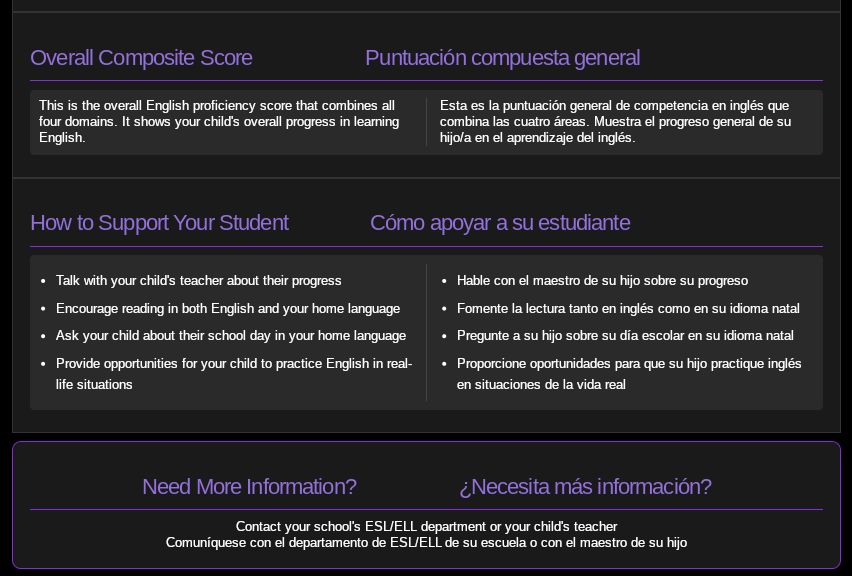 Overall Composite Score Puntuación compuesta general
This is the overall English proficiency score that combines all
four domains. It shows your child's overall progress in learning
English.
Esta es la puntuación general de competencia en inglés que
combina las cuatro áreas. Muestra el progreso general de su
hijo/a en el aprendizaje del inglés.
How to Support Your Student Cómo apoyar a su estudiante
• Talk with your child's teacher about their progress
• Encourage reading in both English and your home language
• Ask your child about their school day in your home language
• Provide opportunities for your child to practice English in real-
life situations
• Hable con el maestro de su hijo sobre su progreso
• Fomente la lectura tanto en inglés como en su idioma natal
• Pregunte a su hijo sobre su día escolar en su idioma natal
• Proporcione oportunidades para que su hijo practique inglés
en situaciones de la vida real
Need More Information? ¿Necesita más información?
Contact your school's ESL/ELL department or your child's teacher
Comuníquese con el departamento de ESL/ELL de su escuela o con el maestro de su hijo